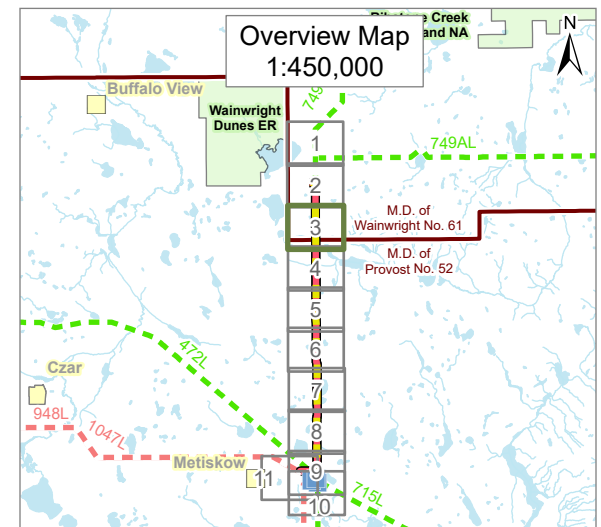 Overview Map
1:450,000
Creek
and NA
N
Buffalo View
Wainwright
Dunes ER
749
749AL
1
2
M.D. of
Wainwright No. 61
3
M.D. of
Provost No. 52
4
5
6
472L
Czar
7
948L
1047L
8
Metiskow
9
11
715L
10